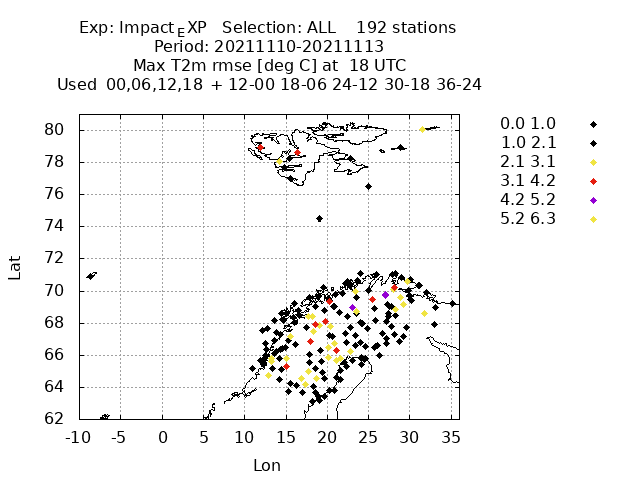 Exp: Impact_EXP Selection: ALL 192 stations
Period: 20211110-20211113
Max T2m rmse [deg C] at 18 UTC
Used 00,06,12,18 + 12-00 18-06 24-12 30-18 36-24
0.0 1.0
1.0 2.1
2.1 3.1
3.1 4.2
4.2 5.2
5.2 6.3
80
78
76
74
72
70
68
66
64
62
Lat
-10 -5 0 5 10 15 20 25 30 35
Lon